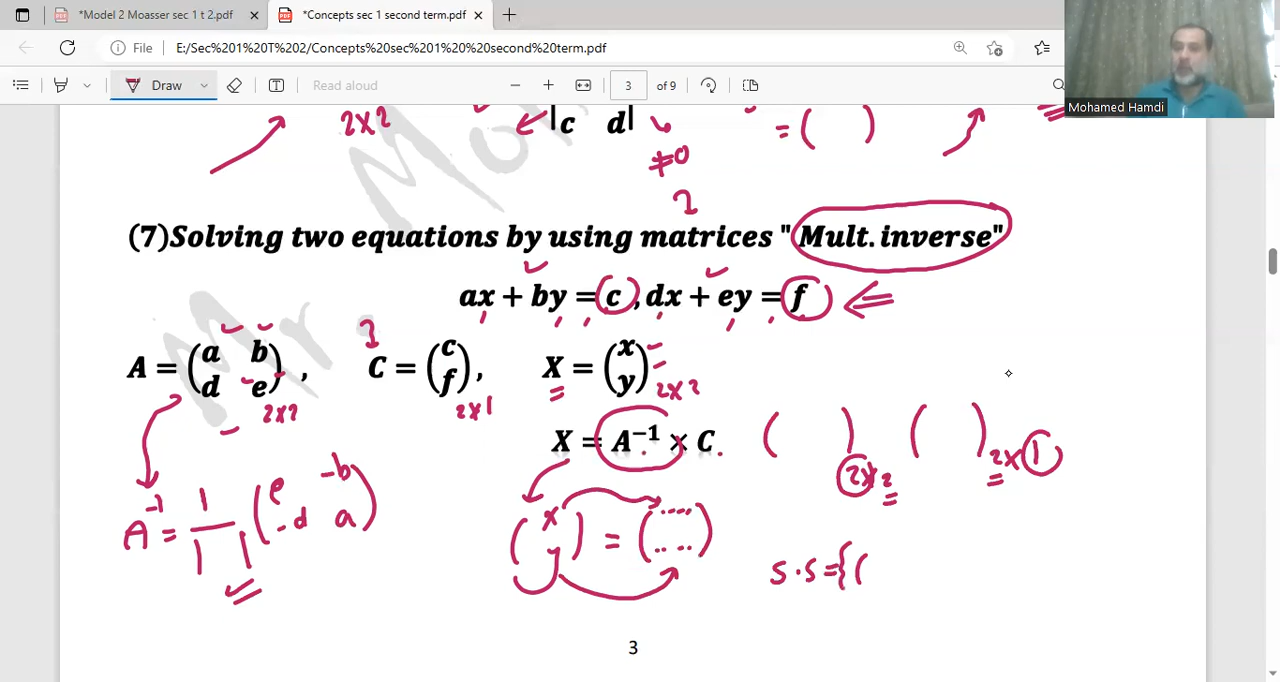 *Model 2 Moasser sec 1 t 2.pdf
*Concepts sec 1 second term.pdf
File E:/Sec%201%20T%202/Concepts%20sec%201%20%20second%20term.pdf
Draw
Read aloud
3 of 9
Mohamed Hamdi
2x2
|c d|
= ( )
≠0
2
(7)Solving two equations by using matrices "Mult. inverse"
ax + by = c , dx + ey = f
A = (a b
d e) ,
2x2
C = (c
f) ,
2x1
X = (x
y)
2x2
X = A⁻¹ × C .
( ) 2x2 ( ) 2x1
A⁻¹ = 1/| | (e -b
-d a)
(x
y) = (.....
.. ..)
S.S={(
Mr
3